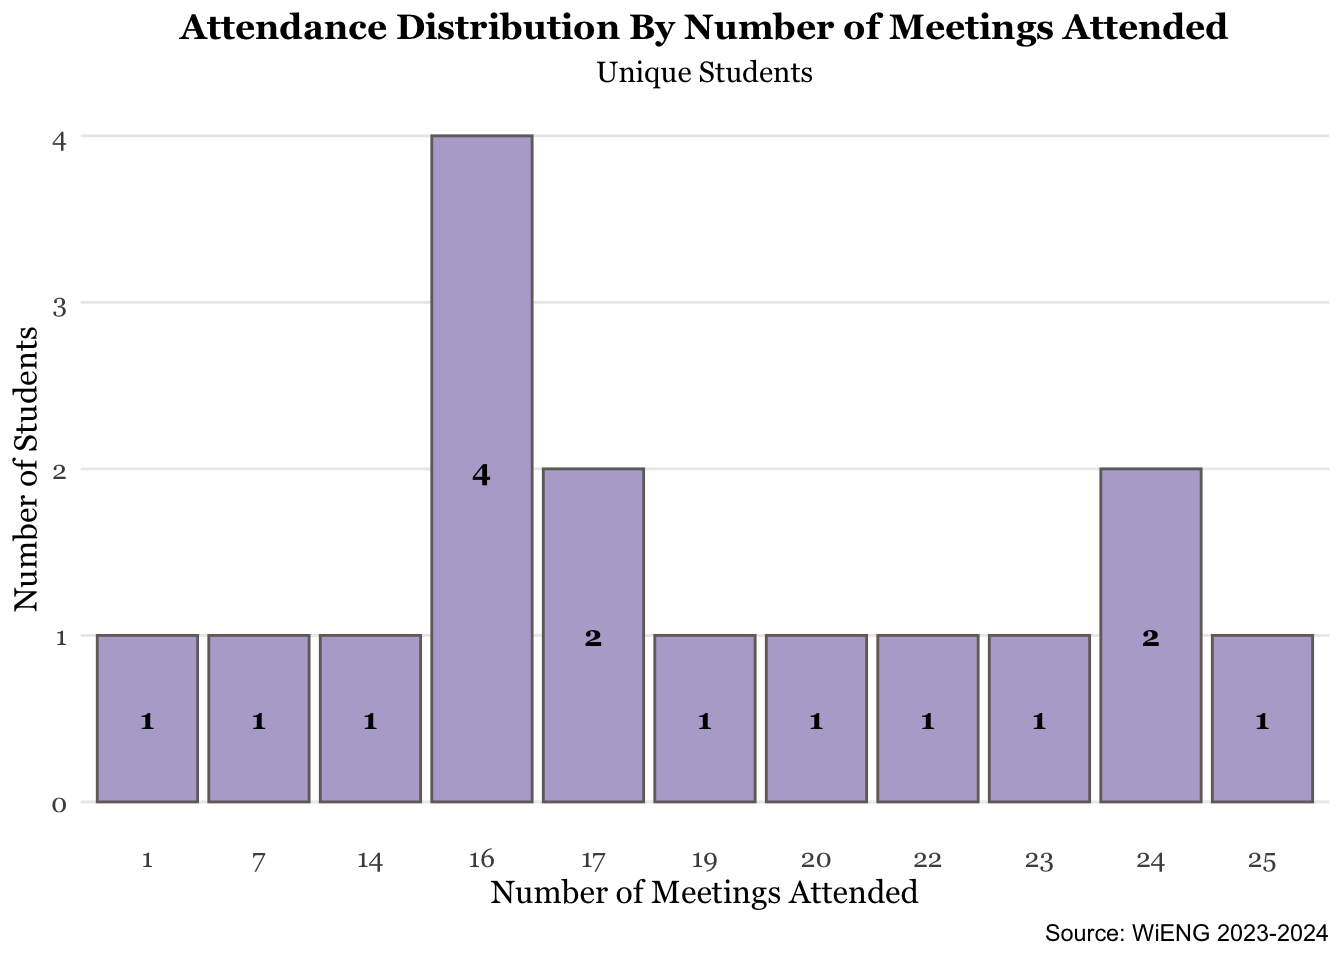 Attendance Distribution By Number of Meetings Attended
Unique Students
Number of Students
4
3
2
1
0
1
1
1
4
2
1
1
1
1
2
1
1 7 14 16 17 19 20 22 23 24 25
Number of Meetings Attended
Source: WiENG 2023-2024